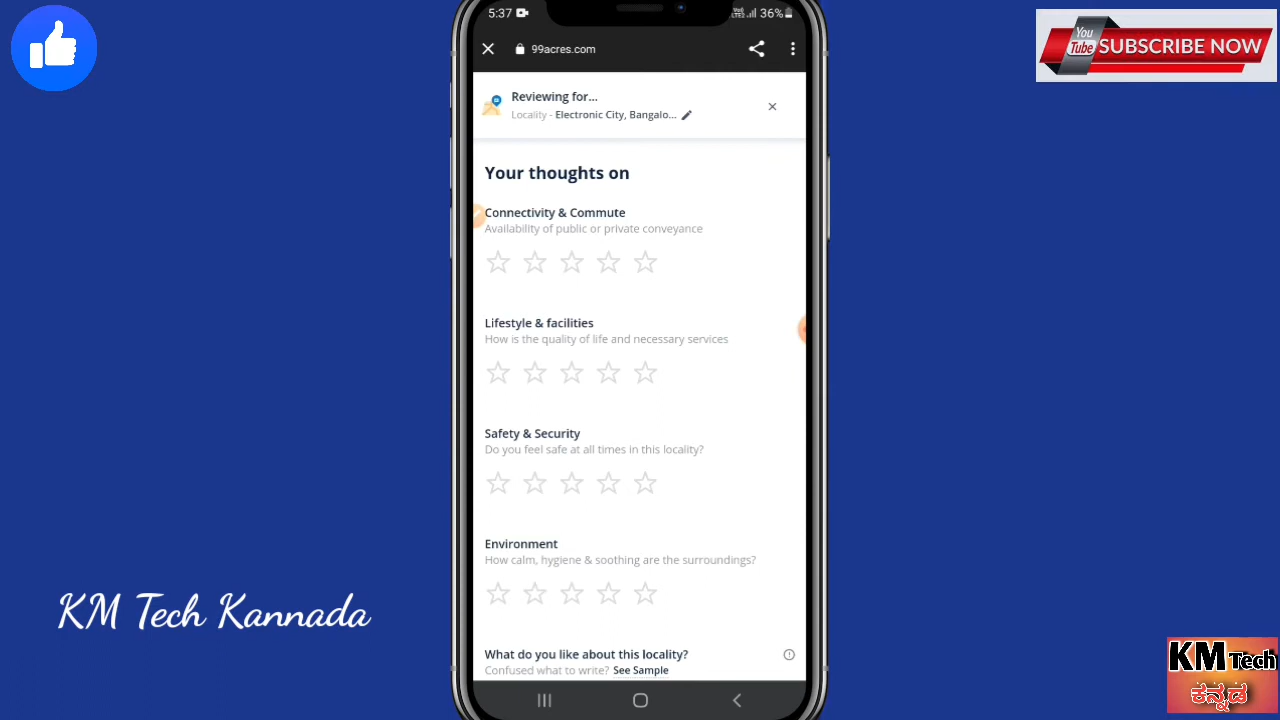 5:37
VoLTE 36%
99acres.com
You Tube SUBSCRIBE NOW
Reviewing for...
Locality - Electronic City, Bangalo...
Your thoughts on
Connectivity & Commute
Availability of public or private conveyance
Lifestyle & facilities
How is the quality of life and necessary services
Safety & Security
Do you feel safe at all times in this locality?
Environment
How calm, hygiene & soothing are the surroundings?
What do you like about this locality?
Confused what to write? See Sample
KM Tech Kannada
KM Tech
ಕನ್ನಡ